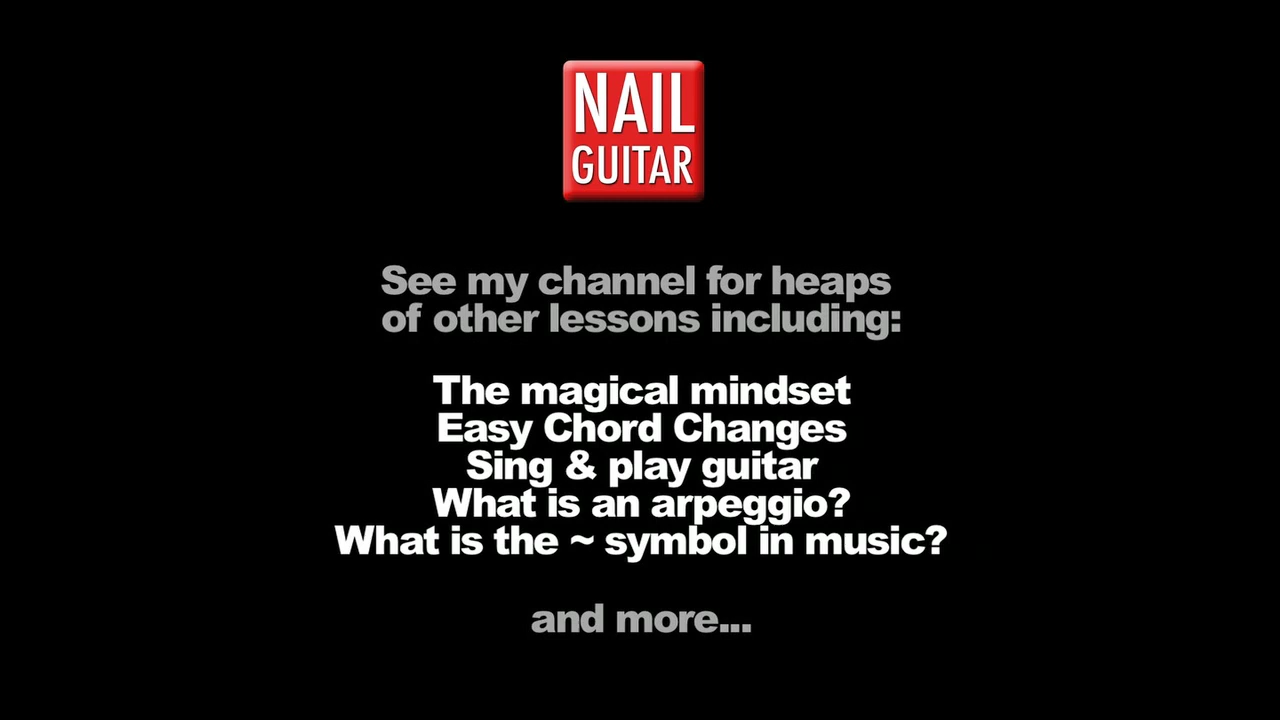 NAIL
GUITAR
See my channel for heaps
of other lessons including:
The magical mindset
Easy Chord Changes
Sing & play guitar
What is an arpeggio?
What is the ~ symbol in music?
and more...